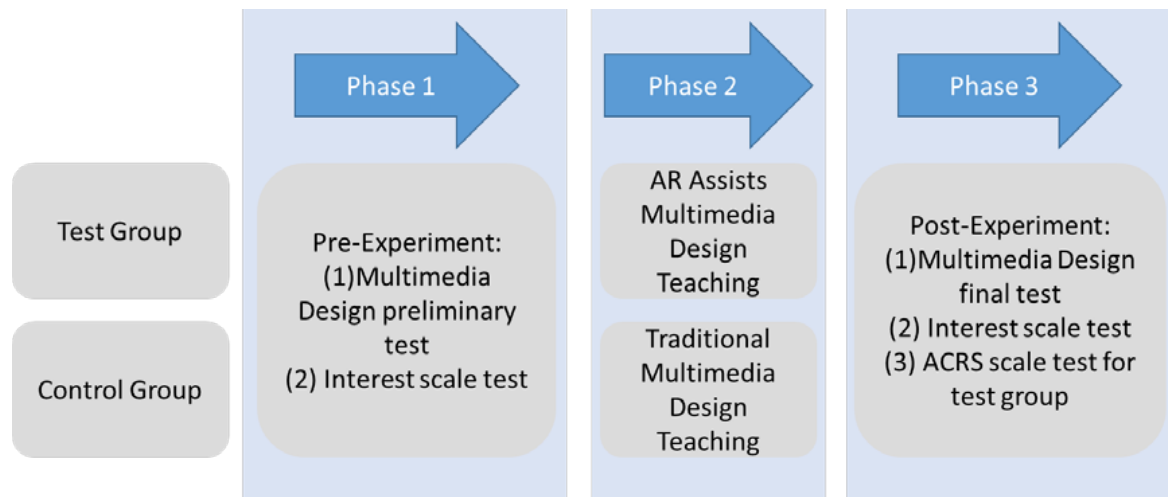 Phase 1
Phase 2
Phase 3
Test Group
Control Group
Pre-Experiment:
(1)Multimedia
Design preliminary
test
(2) Interest scale test
AR Assists
Multimedia
Design
Teaching
Traditional
Multimedia
Design
Teaching
Post-Experiment:
(1)Multimedia Design
final test
(2) Interest scale test
(3) ACRS scale test for
test group